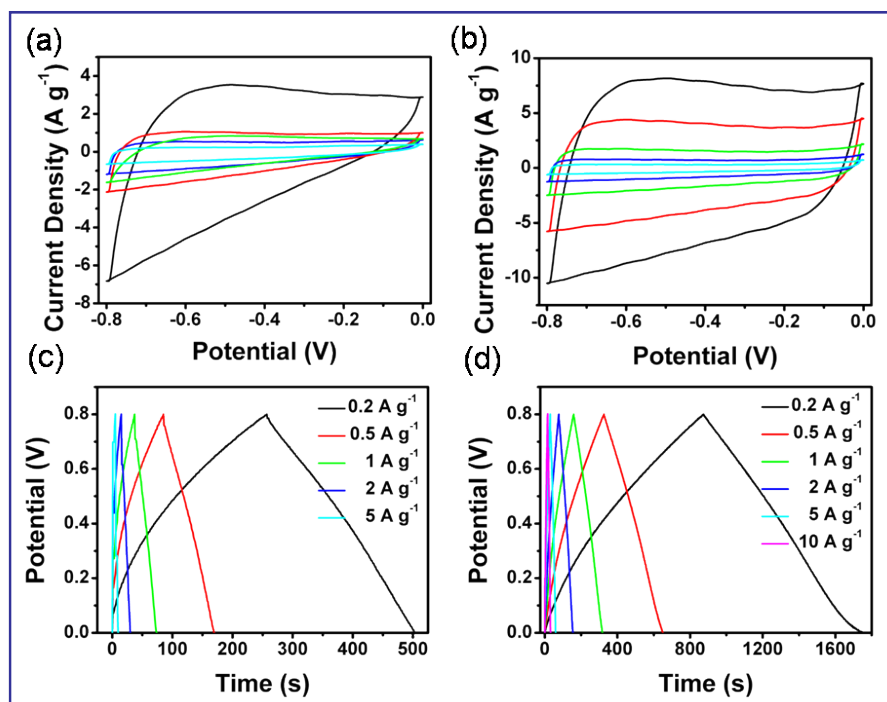 (a)
Current Density (A g⁻¹)
4
2
0
-2
-4
-6
-8
-0.8 -0.6 -0.4 -0.2 0.0
Potential (V)
(b)
Current Density (A g⁻¹)
10
5
0
-5
-10
-0.8 -0.6 -0.4 -0.2 0.0
Potential (V)
(c)
Potential (V)
0.8
0.6
0.4
0.2
0.0
0 100 200 300 400 500
Time (s)
0.2 A g⁻¹
0.5 A g⁻¹
1 A g⁻¹
2 A g⁻¹
5 A g⁻¹
(d)
Potential (V)
0.8
0.6
0.4
0.2
0.0
0 400 800 1200 1600
Time (s)
0.2 A g⁻¹
0.5 A g⁻¹
1 A g⁻¹
2 A g⁻¹
5 A g⁻¹
10 A g⁻¹